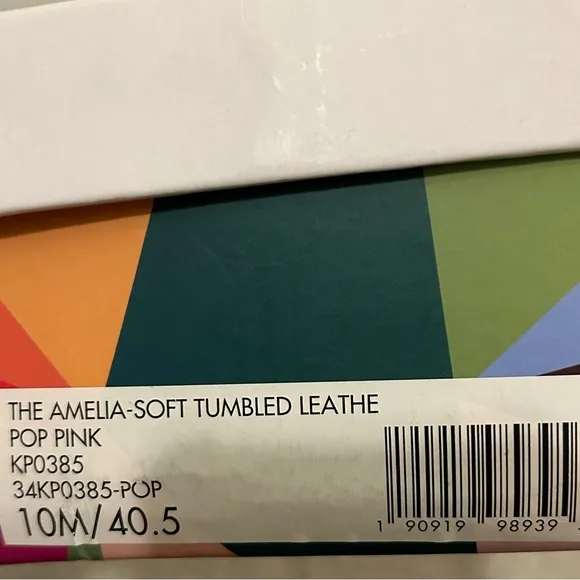 THE AMELIA-SOFT TUMBLED LEATHE
POP PINK
KP0385
34KP0385-POP
10M/40.5
1 90919 98939